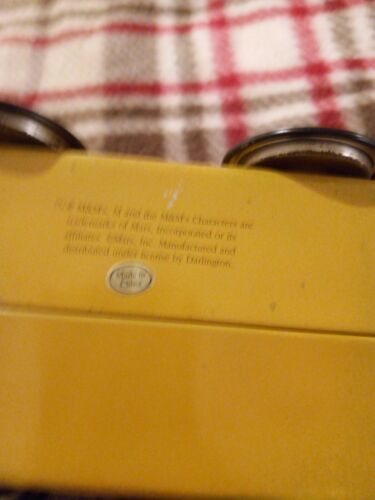 TM/® M&M's, M and the M&M's Characters are
trademarks of Mars, Incorporated or its
affiliates. ©Mars, Inc. Manufactured and
distributed under license by Darlington.
Made in
China